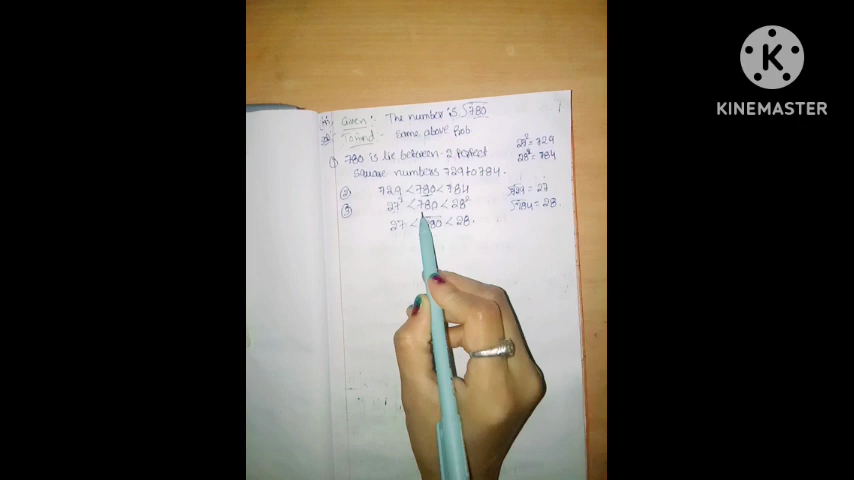 Given :- The number is √780
To Find :- same above Prob
① 780 is lie between 2 Perfect
square numbers 729 to 784.
② 729 < 780 < 784
③ 27² < 780 < 28²
27 < √780 < 28.
28² = 784
√729 = 27
√784 = 28.
K
KINEMASTER